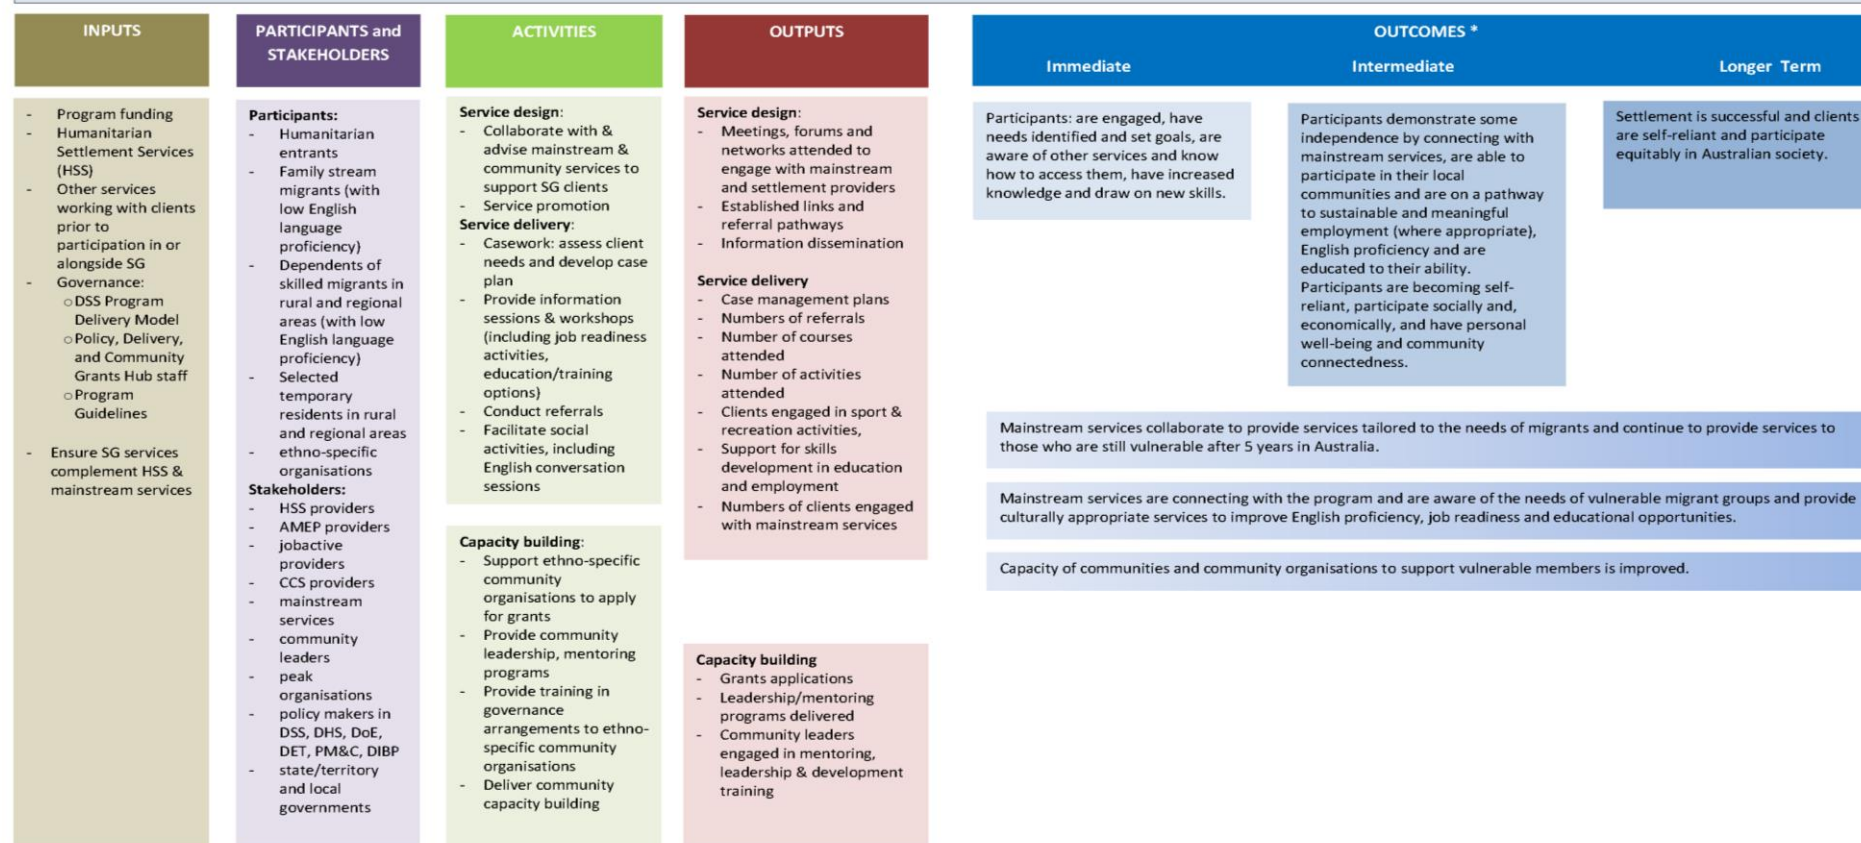 INPUTS
- Program funding
- Humanitarian
Settlement Services
(HSS)
- Other services
working with clients
prior to
participation in or
alongside SG
- Governance:
o DSS Program
Delivery Model
o Policy, Delivery,
and Community
Grants Hub staff
o Program
Guidelines
- Ensure SG services
complement HSS &
mainstream services
PARTICIPANTS and
STAKEHOLDERS
Participants:
- Humanitarian
entrants
- Family stream
migrants (with
low English
language
proficiency)
- Dependents of
skilled migrants in
rural and regional
areas (with low
English language
proficiency)
- Selected
temporary
residents in rural
and regional areas
- ethno-specific
organisations
Stakeholders:
- HSS providers
- AMEP providers
- jobactive
providers
- CCS providers
- mainstream
services
- community
leaders
- peak
organisations
- policy makers in
DSS, DHS, DoE,
DET, PM&C, DIBP
- state/territory
and local
governments
ACTIVITIES
Service design:
- Collaborate with &
advise mainstream &
community services to
support SG clients
- Service promotion
Service delivery:
- Casework: assess client
needs and develop case
plan
- Provide information
sessions & workshops
(including job readiness
activities,
education/training
options)
- Conduct referrals
- Facilitate social
activities, including
English conversation
sessions
Capacity building:
- Support ethno-specific
community
organisations to apply
for grants
- Provide community
leadership, mentoring
programs
- Provide training in
governance
arrangements to ethno-
specific community
organisations
- Deliver community
capacity building
OUTPUTS
Service design:
- Meetings, forums and
networks attended to
engage with mainstream
and settlement providers
- Established links and
referral pathways
- Information dissemination
Service delivery
- Case management plans
- Numbers of referrals
- Number of courses
attended
- Number of activities
attended
- Clients engaged in sport &
recreation activities,
- Support for skills
development in education
and employment
- Numbers of clients engaged
with mainstream services
Capacity building
- Grants applications
- Leadership/mentoring
programs delivered
- Community leaders
engaged in mentoring,
leadership & development
training
OUTCOMES *
Immediate
Intermediate
Longer Term
Participants: are engaged, have
needs identified and set goals, are
aware of other services and know
how to access them, have increased
knowledge and draw on new skills.
Participants demonstrate some
independence by connecting with
mainstream services, are able to
participate in their local
communities and are on a pathway
to sustainable and meaningful
employment (where appropriate),
English proficiency and are
educated to their ability.
Participants are becoming self-
reliant, participate socially and,
economically, and have personal
well-being and community
connectedness.
Settlement is successful and clients
are self-reliant and participate
equitably in Australian society.
Mainstream services collaborate to provide services tailored to the needs of migrants and continue to provide services to
those who are still vulnerable after 5 years in Australia.
Mainstream services are connecting with the program and are aware of the needs of vulnerable migrant groups and provide
culturally appropriate services to improve English proficiency, job readiness and educational opportunities.
Capacity of communities and community organisations to support vulnerable members is improved.